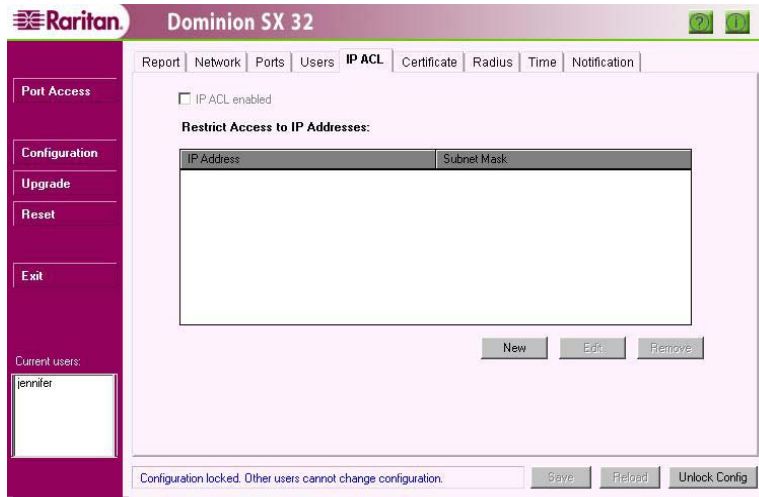 Raritan.
Dominion SX 32
? i
Report Network Ports Users IP ACL Certificate Radius Time Notification
Port Access
Configuration
Upgrade
Reset
Exit
Current users:
jennifer
IP ACL enabled
Restrict Access to IP Addresses:
IP Address Subnet Mask
New Edit Remove
Configuration locked. Other users cannot change configuration.
Save Reload Unlock Config